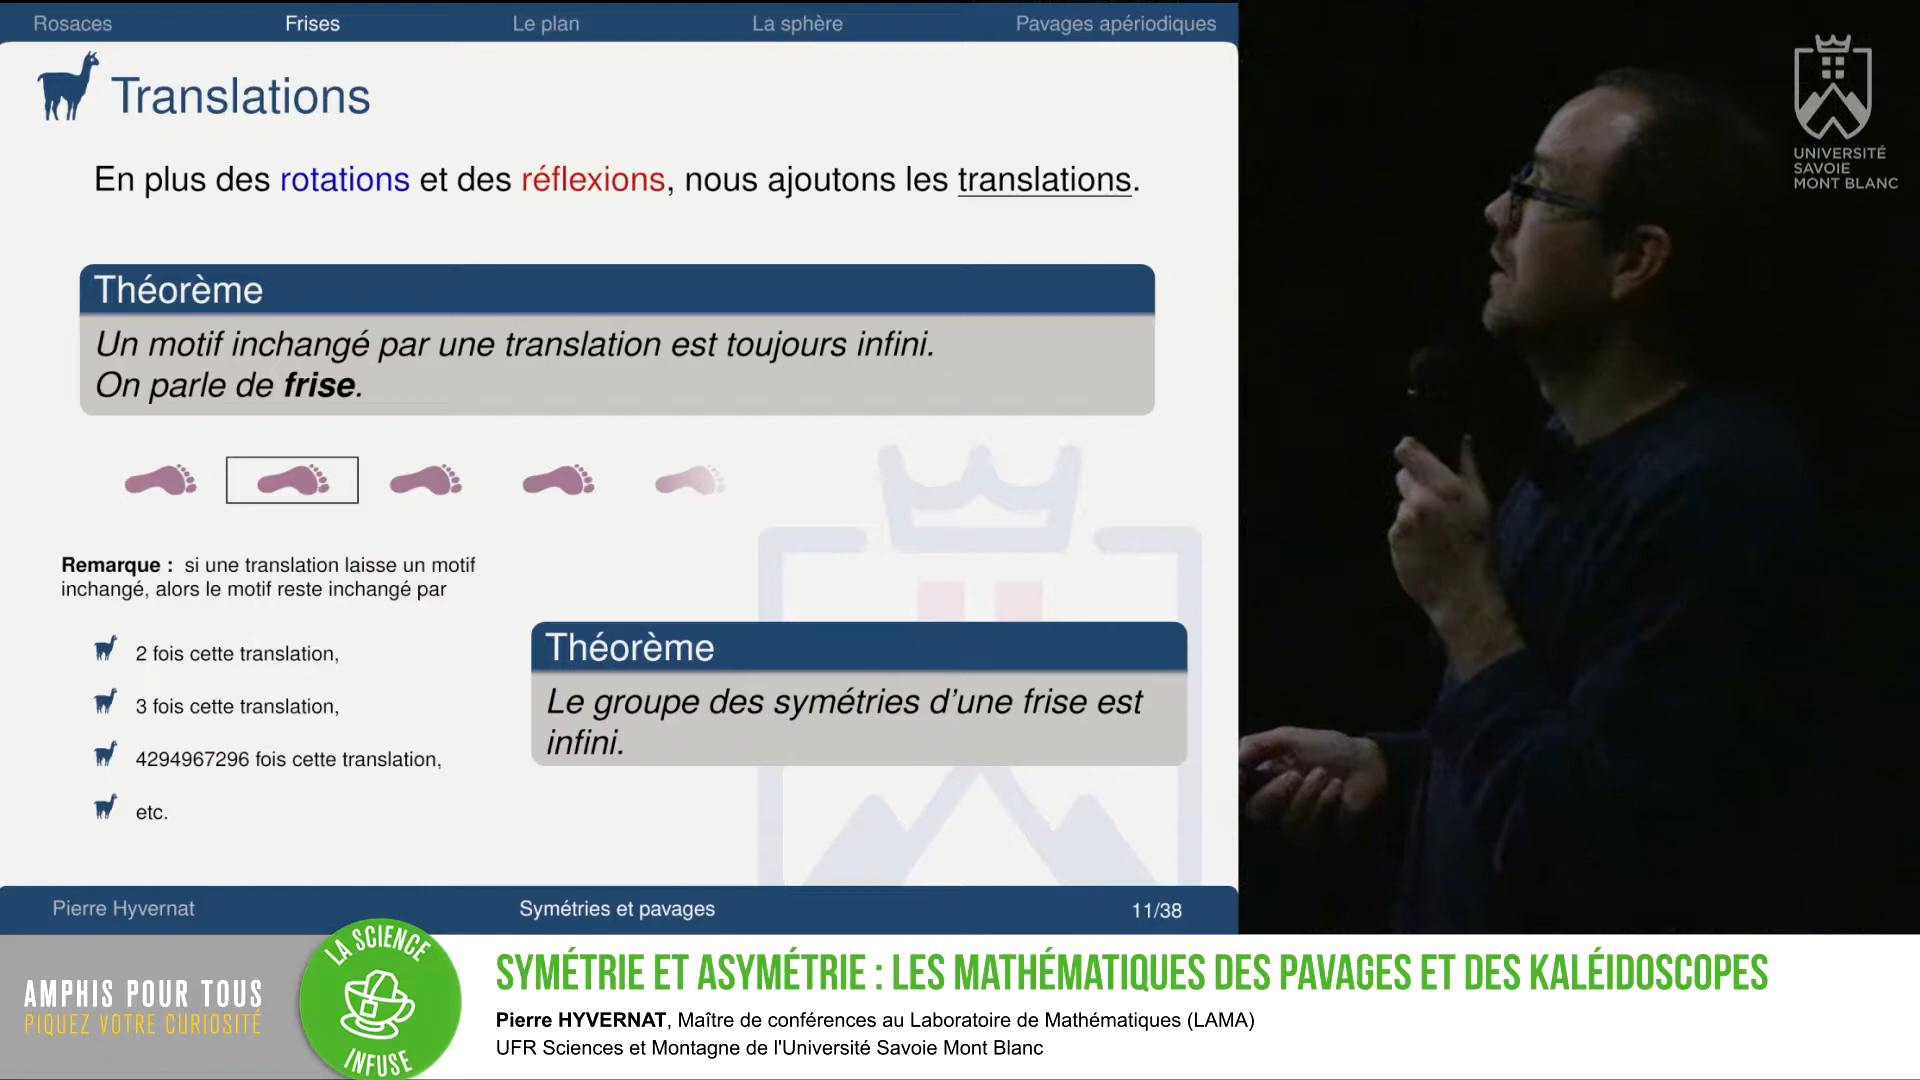 Rosaces Frises Le plan La sphère Pavages apériodiques
Translations
En plus des rotations et des réflexions, nous ajoutons les translations.
Théorème
Un motif inchangé par une translation est toujours infini.
On parle de frise.
Remarque : si une translation laisse un motif
inchangé, alors le motif reste inchangé par
2 fois cette translation,
3 fois cette translation,
4294967296 fois cette translation,
etc.
Théorème
Le groupe des symétries d'une frise est
infini.
Pierre Hyvernat Symétries et pavages 11/38
UNIVERSITÉ
SAVOIE
MONT BLANC
AMPHIS POUR TOUS
PIQUEZ VOTRE CURIOSITÉ
LA SCIENCE
INFUSE
SYMÉTRIE ET ASYMÉTRIE : LES MATHÉMATIQUES DES PAVAGES ET DES KALÉIDOSCOPES
Pierre HYVERNAT, Maître de conférences au Laboratoire de Mathématiques (LAMA)
UFR Sciences et Montagne de l'Université Savoie Mont Blanc